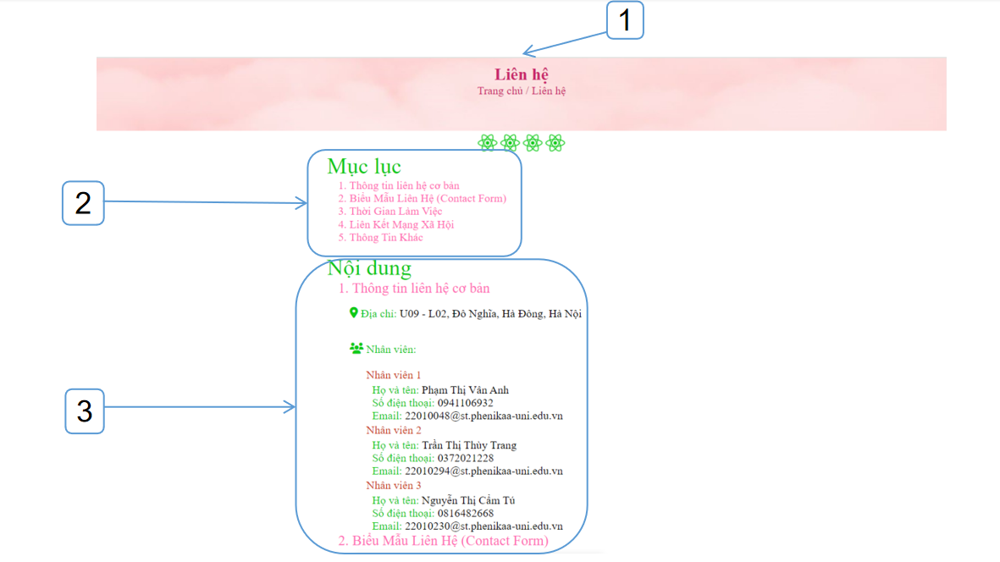 1
Liên hệ
Trang chủ / Liên hệ
2
Mục lục
1. Thông tin liên hệ cơ bản
2. Biểu Mẫu Liên Hệ (Contact Form)
3. Thời Gian Làm Việc
4. Liên Kết Mạng Xã Hội
5. Thông Tin Khác
Nội dung
1. Thông tin liên hệ cơ bản
Địa chỉ: U09 - L02, Đô Nghĩa, Hà Đông, Hà Nội
Nhân viên:
Nhân viên 1
Họ và tên: Phạm Thị Vân Anh
Số điện thoại: 0941106932
3
Email: 22010048@st.phenikaa-uni.edu.vn
Nhân viên 2
Họ và tên: Trần Thị Thùy Trang
Số điện thoại: 0372021228
Email: 22010294@st.phenikaa-uni.edu.vn
Nhân viên 3
Họ và tên: Nguyễn Thị Cẩm Tú
Số điện thoại: 0816482668
Email: 22010230@st.phenikaa-uni.edu.vn
2. Biểu Mẫu Liên Hệ (Contact Form)